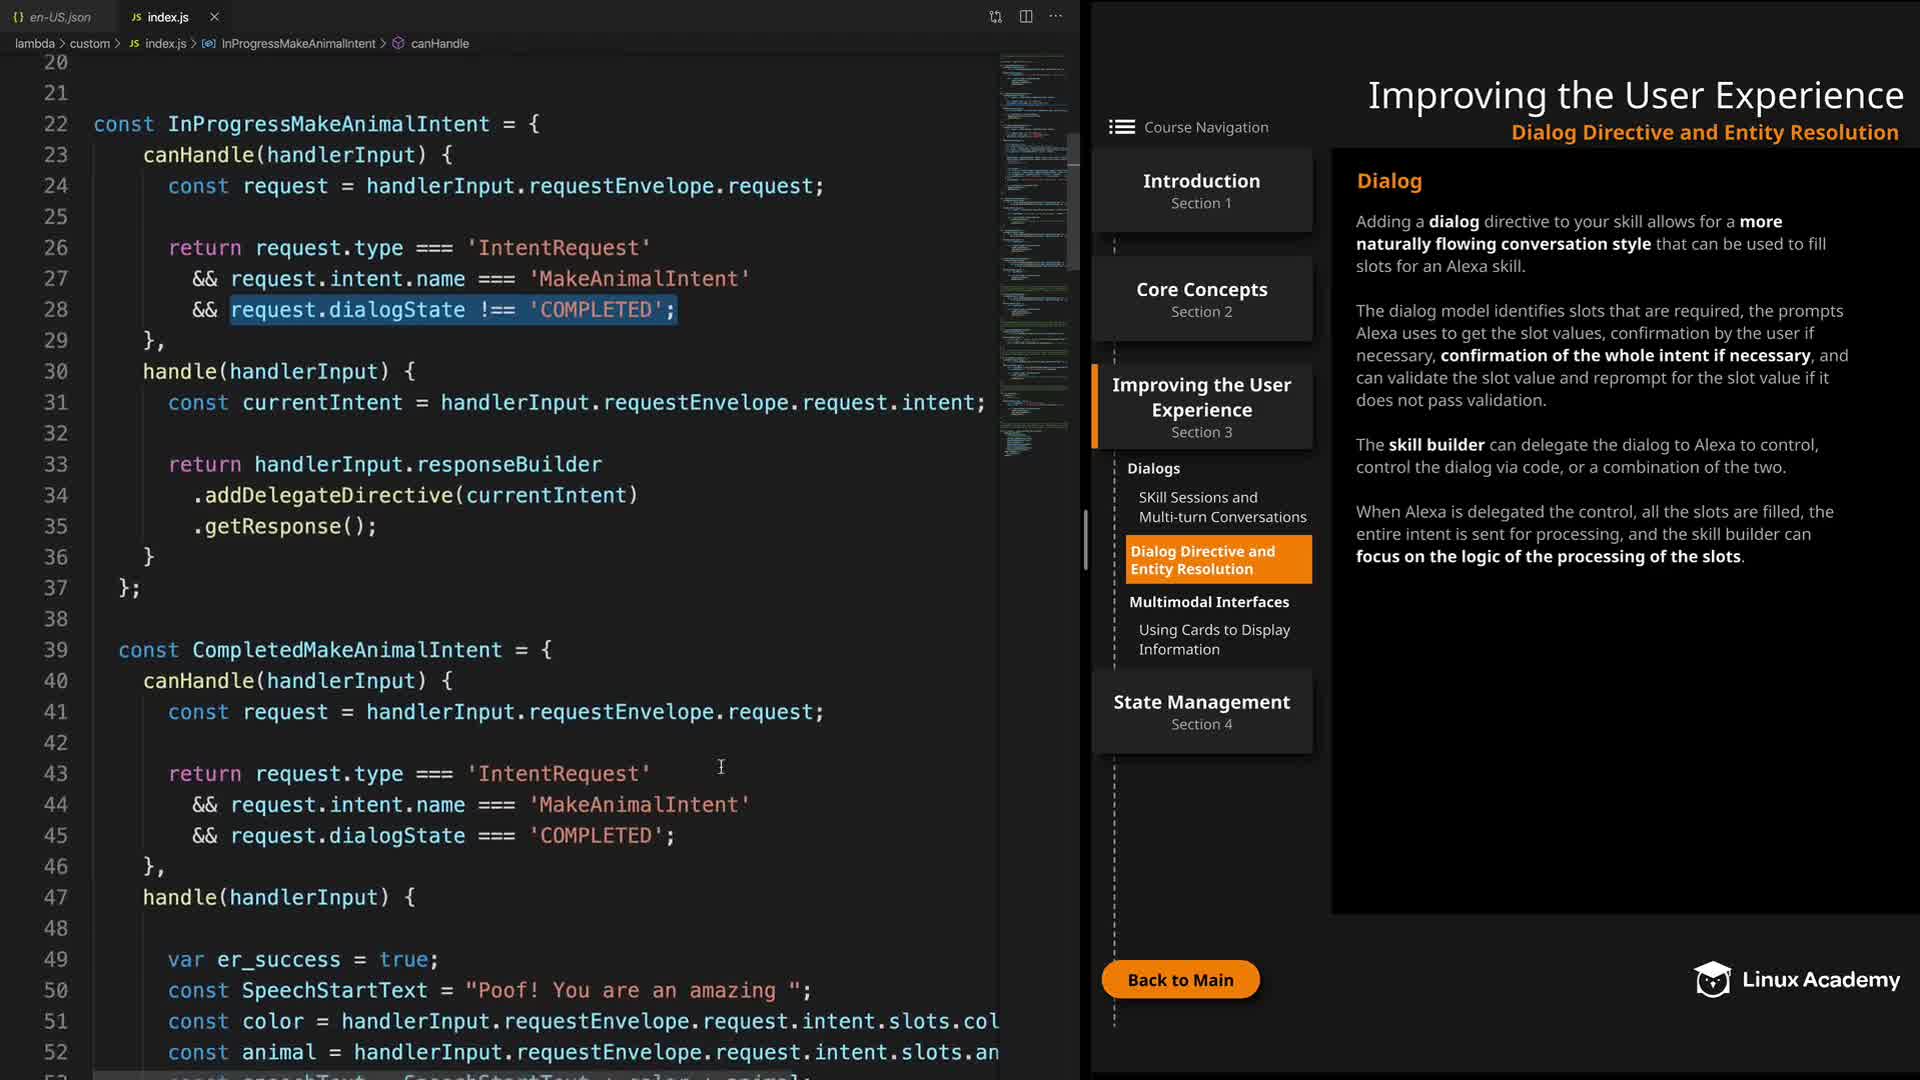 {} en-US.json
JS index.js
lambda > custom > JS index.js > InProgressMakeAnimalIntent > canHandle
20
21
22 const InProgressMakeAnimalIntent = {
23 canHandle(handlerInput) {
24 const request = handlerInput.requestEnvelope.request;
25
26 return request.type === 'IntentRequest'
27 && request.intent.name === 'MakeAnimalIntent'
28 && request.dialogState !== 'COMPLETED';
29 },
30 handle(handlerInput) {
31 const currentIntent = handlerInput.requestEnvelope.request.intent;
32
33 return handlerInput.responseBuilder
34 .addDelegateDirective(currentIntent)
35 .getResponse();
36 }
37 };
38
39 const CompletedMakeAnimalIntent = {
40 canHandle(handlerInput) {
41 const request = handlerInput.requestEnvelope.request;
42
43 return request.type === 'IntentRequest'
44 && request.intent.name === 'MakeAnimalIntent'
45 && request.dialogState === 'COMPLETED';
46 },
47 handle(handlerInput) {
48
49 var er_success = true;
50 const SpeechStartText = "Poof! You are an amazing ";
51 const color = handlerInput.requestEnvelope.request.intent.slots.col
52 const animal = handlerInput.requestEnvelope.request.intent.slots.an
Improving the User Experience
Dialog Directive and Entity Resolution
Course Navigation
Introduction
Section 1
Core Concepts
Section 2
Improving the User
Experience
Section 3
Dialogs
SKill Sessions and
Multi-turn Conversations
Dialog Directive and
Entity Resolution
Multimodal Interfaces
Using Cards to Display
Information
State Management
Section 4
Back to Main
Dialog
Adding a dialog directive to your skill allows for a more
naturally flowing conversation style that can be used to fill
slots for an Alexa skill.
The dialog model identifies slots that are required, the prompts
Alexa uses to get the slot values, confirmation by the user if
necessary, confirmation of the whole intent if necessary, and
can validate the slot value and reprompt for the slot value if it
does not pass validation.
The skill builder can delegate the dialog to Alexa to control,
control the dialog via code, or a combination of the two.
When Alexa is delegated the control, all the slots are filled, the
entire intent is sent for processing, and the skill builder can
focus on the logic of the processing of the slots.
Linux Academy